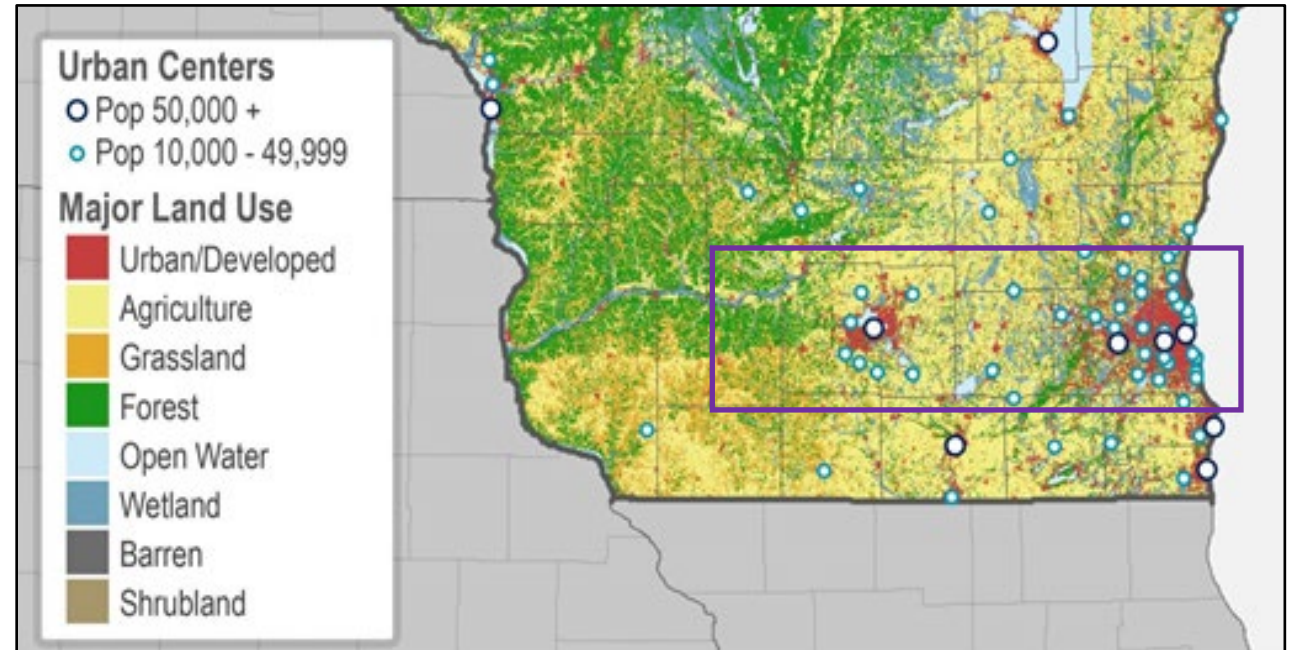 Urban Centers
Pop 50,000 +
Pop 10,000 - 49,999
Major Land Use
Urban/Developed
Agriculture
Grassland
Forest
Open Water
Wetland
Barren
Shrubland